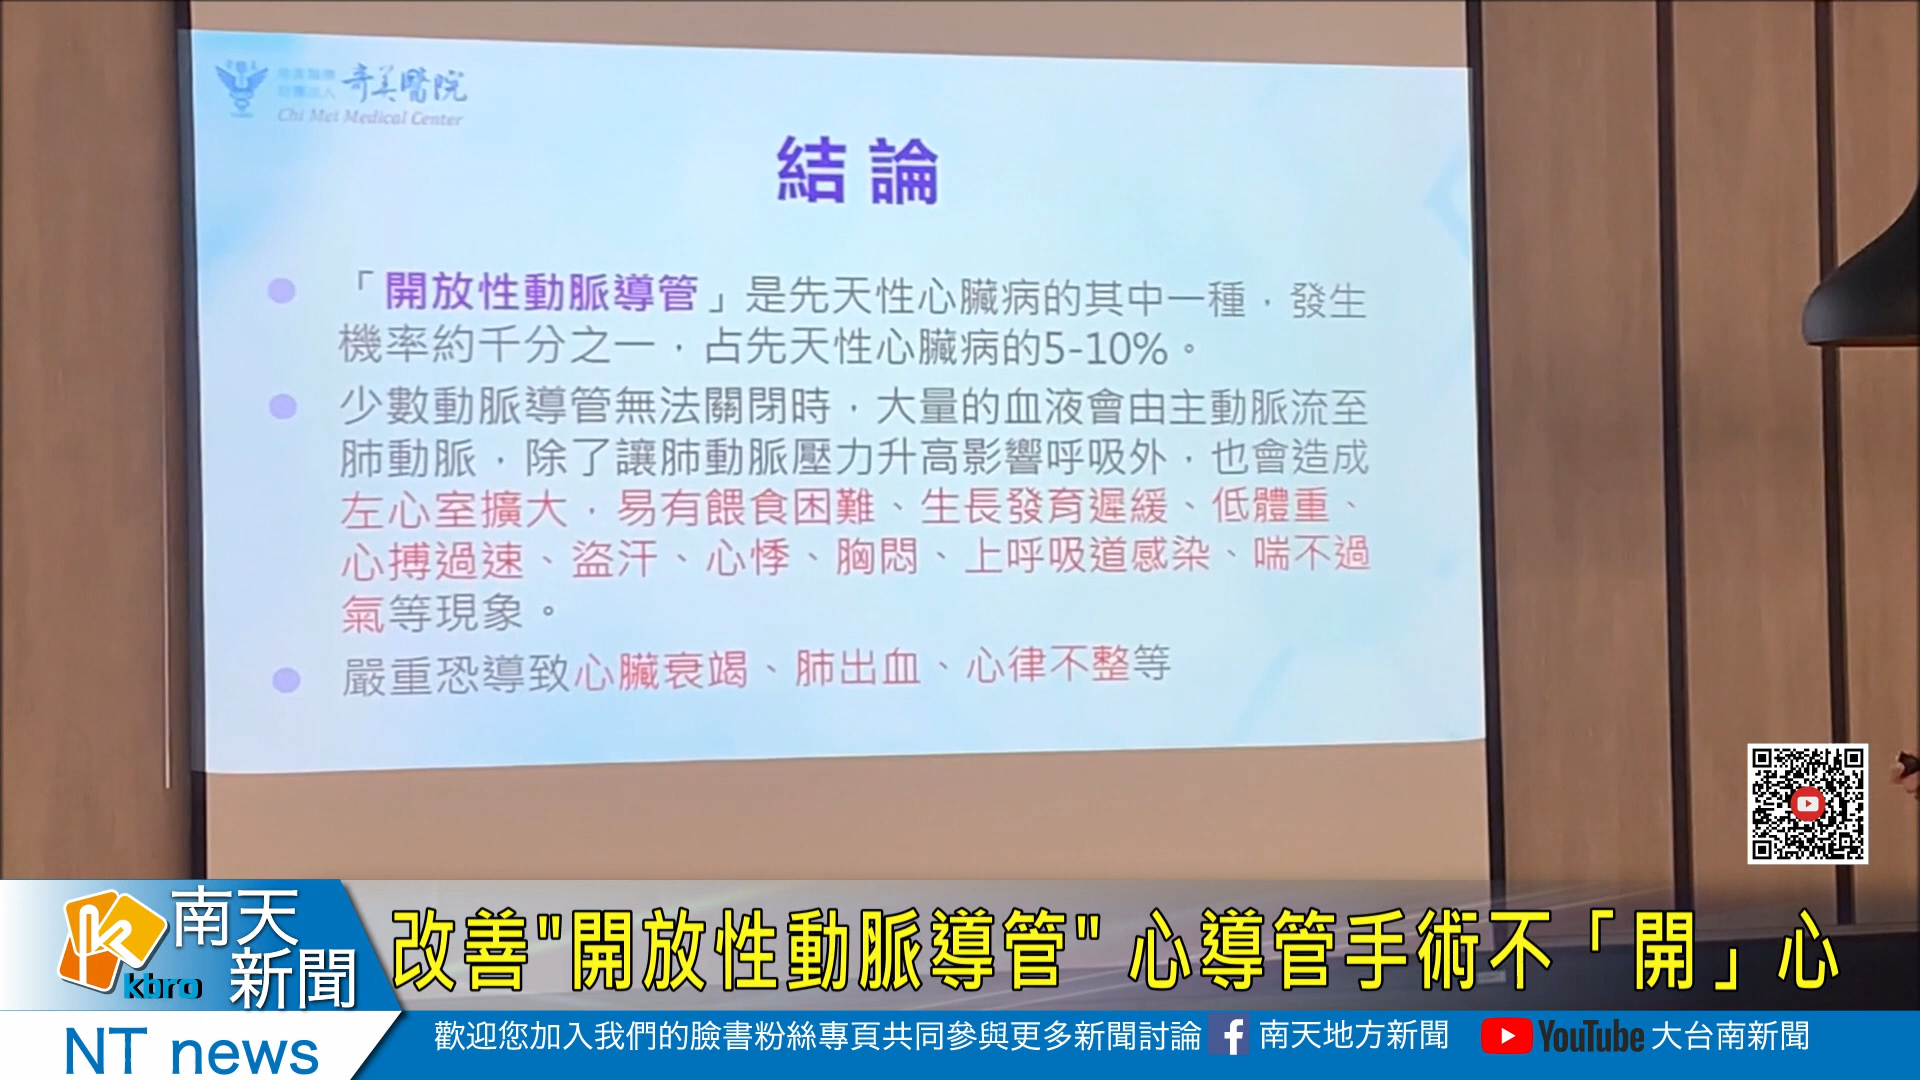 奇美醫療
財團法人
奇美醫院
Chi Mei Medical Center
結論
「開放性動脈導管」是先天性心臟病的其中一種，發生
機率約千分之一，占先天性心臟病的5-10%。
少數動脈導管無法關閉時，大量的血液會由主動脈流至
肺動脈，除了讓肺動脈壓力升高影響呼吸外，也會造成
左心室擴大，易有餵食困難、生長發育遲緩、低體重、
心搏過速、盜汗、心悸、胸悶、上呼吸道感染、喘不過
氣等現象。
嚴重恐導致心臟衰竭、肺出血、心律不整等
南天
新聞
kbro
改善"開放性動脈導管" 心導管手術不「開」心
NT news
歡迎您加入我們的臉書粉絲專頁共同參與更多新聞討論 f 南天地方新聞 YouTube 大台南新聞